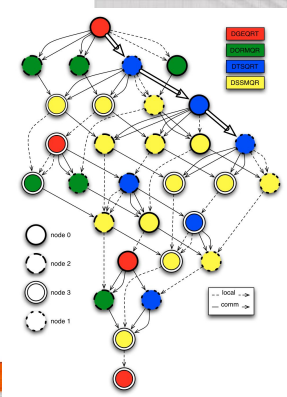 DGEQRT
DORMQR
DTSQRT
DSSMQR
node 0
node 2
node 3
node 1
local
comm